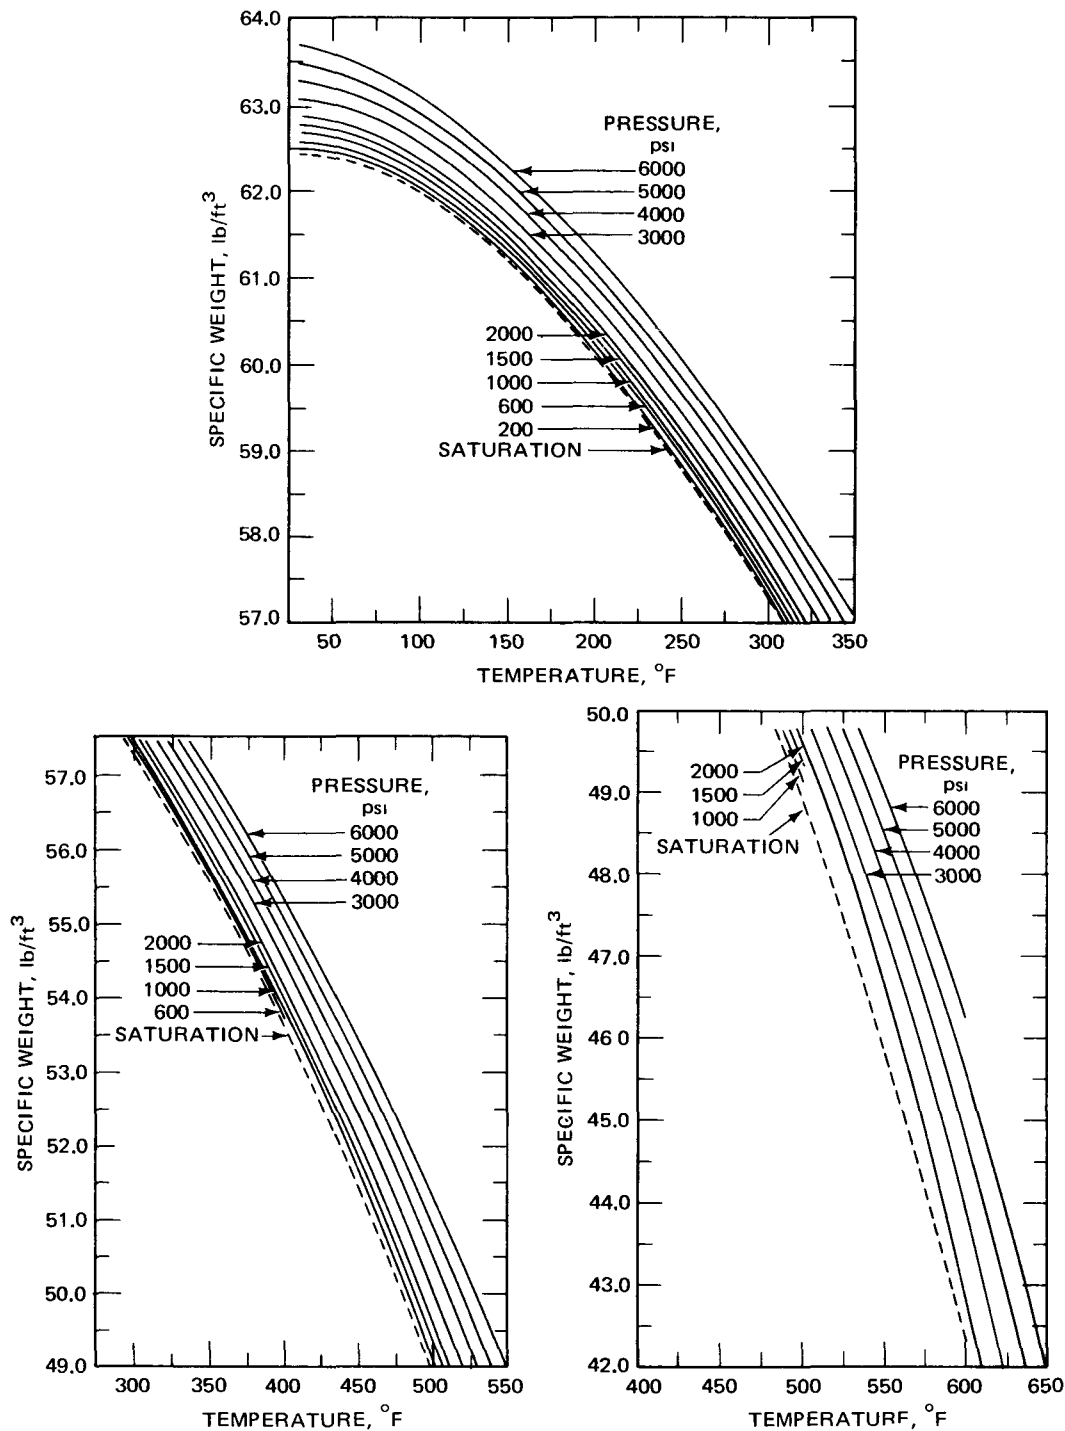 64.0
63.0
62.0
61.0
60.0
59.0
58.0
57.0
SPECIFIC WEIGHT, lb/ft3
PRESSURE,
psi
6000
5000
4000
3000
2000
1500
1000
600
200
SATURATION
50 100 150 200 250 300 350
TEMPERATURE, °F
57.0
56.0
55.0
54.0
53.0
52.0
51.0
50.0
49.0
SPECIFIC WEIGHT, lb/ft3
PRESSURE,
psi
6000
5000
4000
3000
2000
1500
1000
600
SATURATION
300 350 400 450 500 550
TEMPERATURE, °F
50.0
49.0
48.0
47.0
46 0
45.0
44.0
43.0
42.0
SPECIFIC WEIGHT, lb/ft3
2000
1500
1000
SATURATION
PRESSURE,
psi
6000
5000
4000
3000
400 450 500 550 600 650
TEMPERATURF, °F